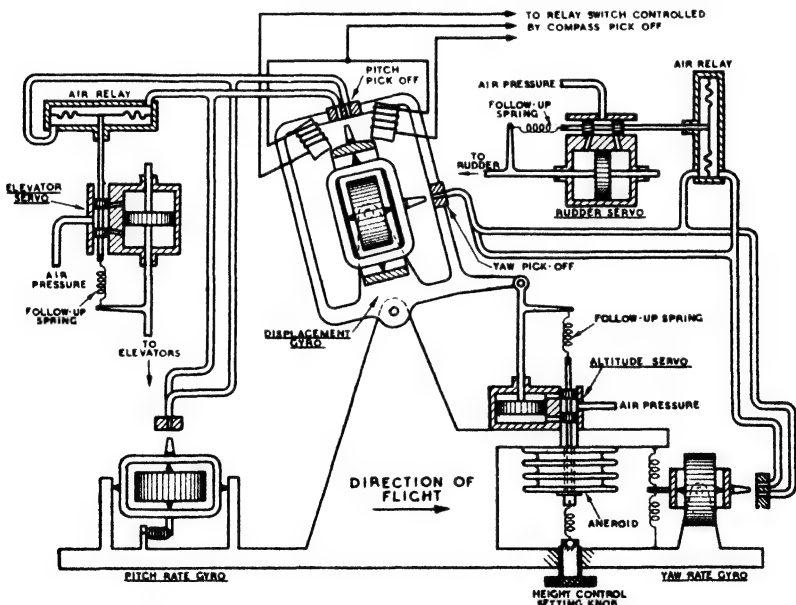 TO RELAY SWITCH CONTROLLED
BY COMPASS PICK OFF
PITCH
PICK OFF
AIR RELAY
AIR RELAY
AIR PRESSURE
FOLLOW-UP
SPRING
TO
RUDDER
RUDDER SERVO
ELEVATOR
SERVO
AIR
PRESSURE
FOLLOW-UP
SPRING
TO
ELEVATORS
YAW PICK-OFF
DISPLACEMENT
GYRO
FOLLOW-UP SPRING
ALTITUDE SERVO
AIR PRESSURE
DIRECTION OF
FLIGHT
ANEROID
PITCH RATE GYRO
HEIGHT CONTROL
SETTING KNOB
YAW RATE GYRO